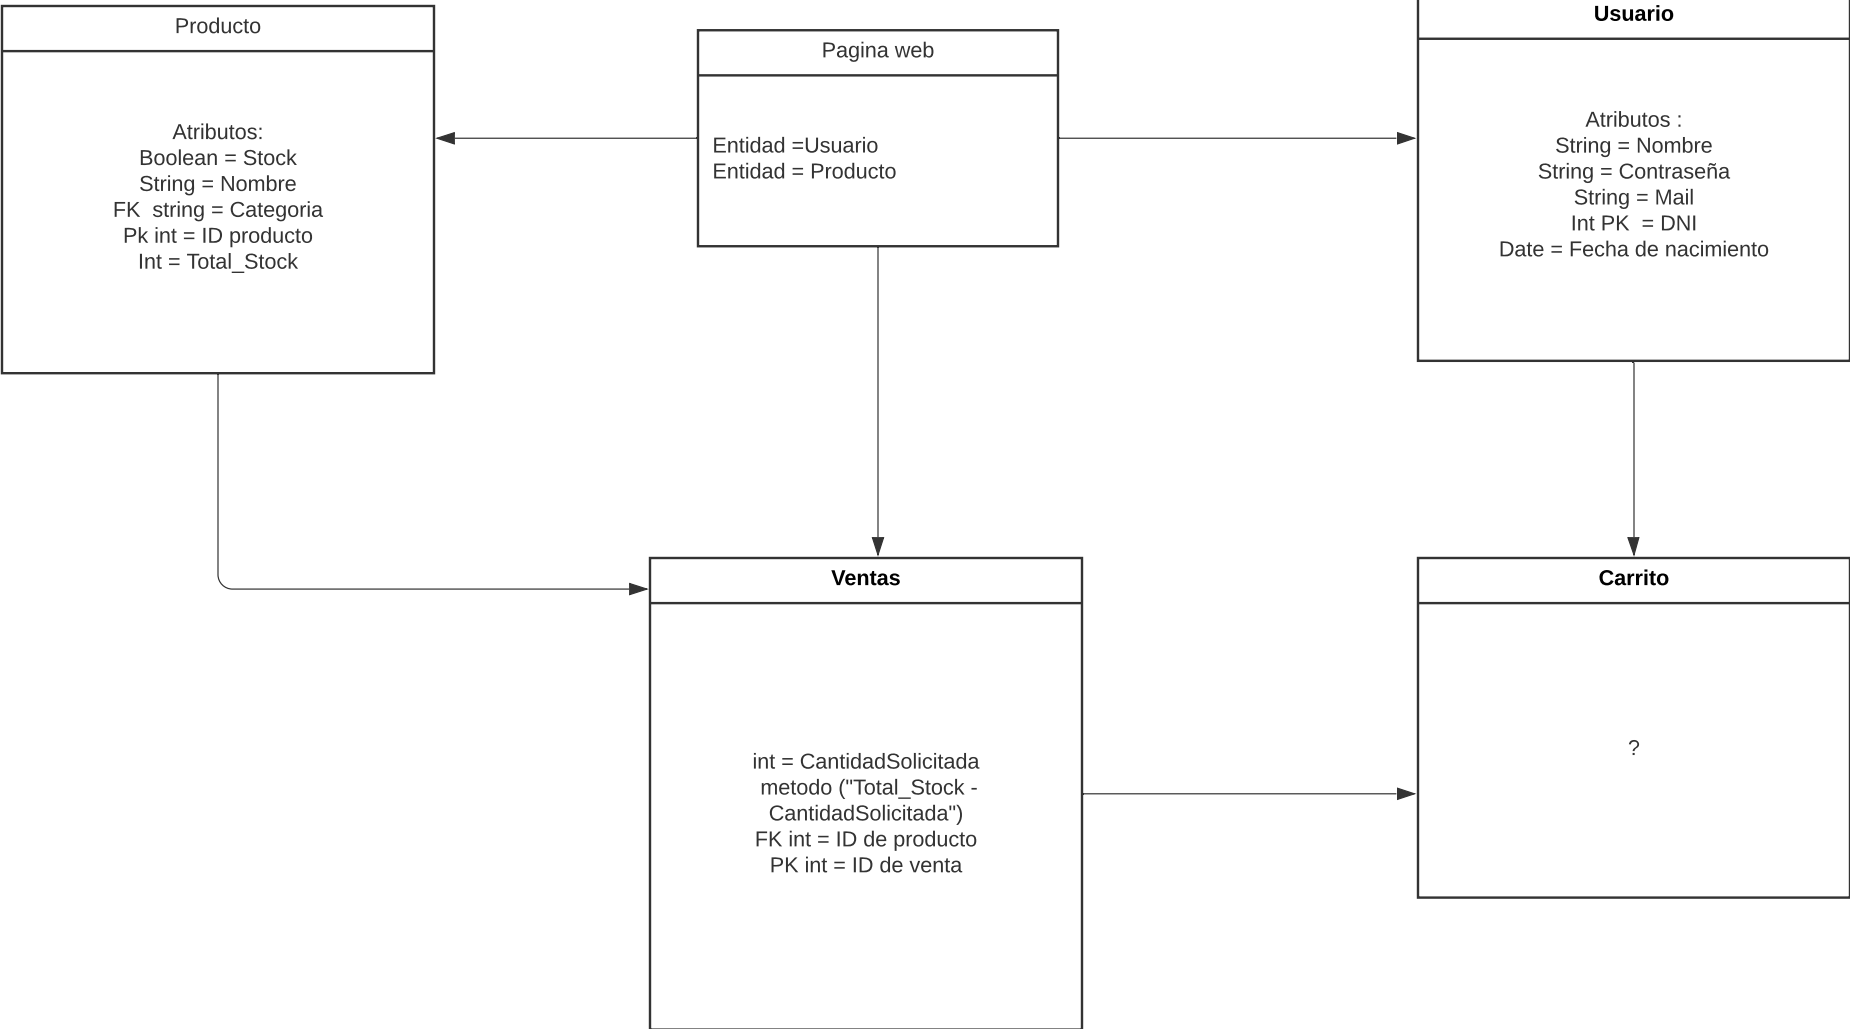 Producto
Atributos:
Boolean = Stock
String = Nombre
FK  string = Categoria
Pk int = ID producto
Int = Total_Stock
Pagina web
Entidad =Usuario
Entidad = Producto
Usuario
Atributos :
String = Nombre
String = Contraseña
String = Mail
Int PK  = DNI
Date = Fecha de nacimiento
Ventas
int = CantidadSolicitada
metodo ("Total_Stock -
CantidadSolicitada")
FK int = ID de producto
PK int = ID de venta
Carrito
?